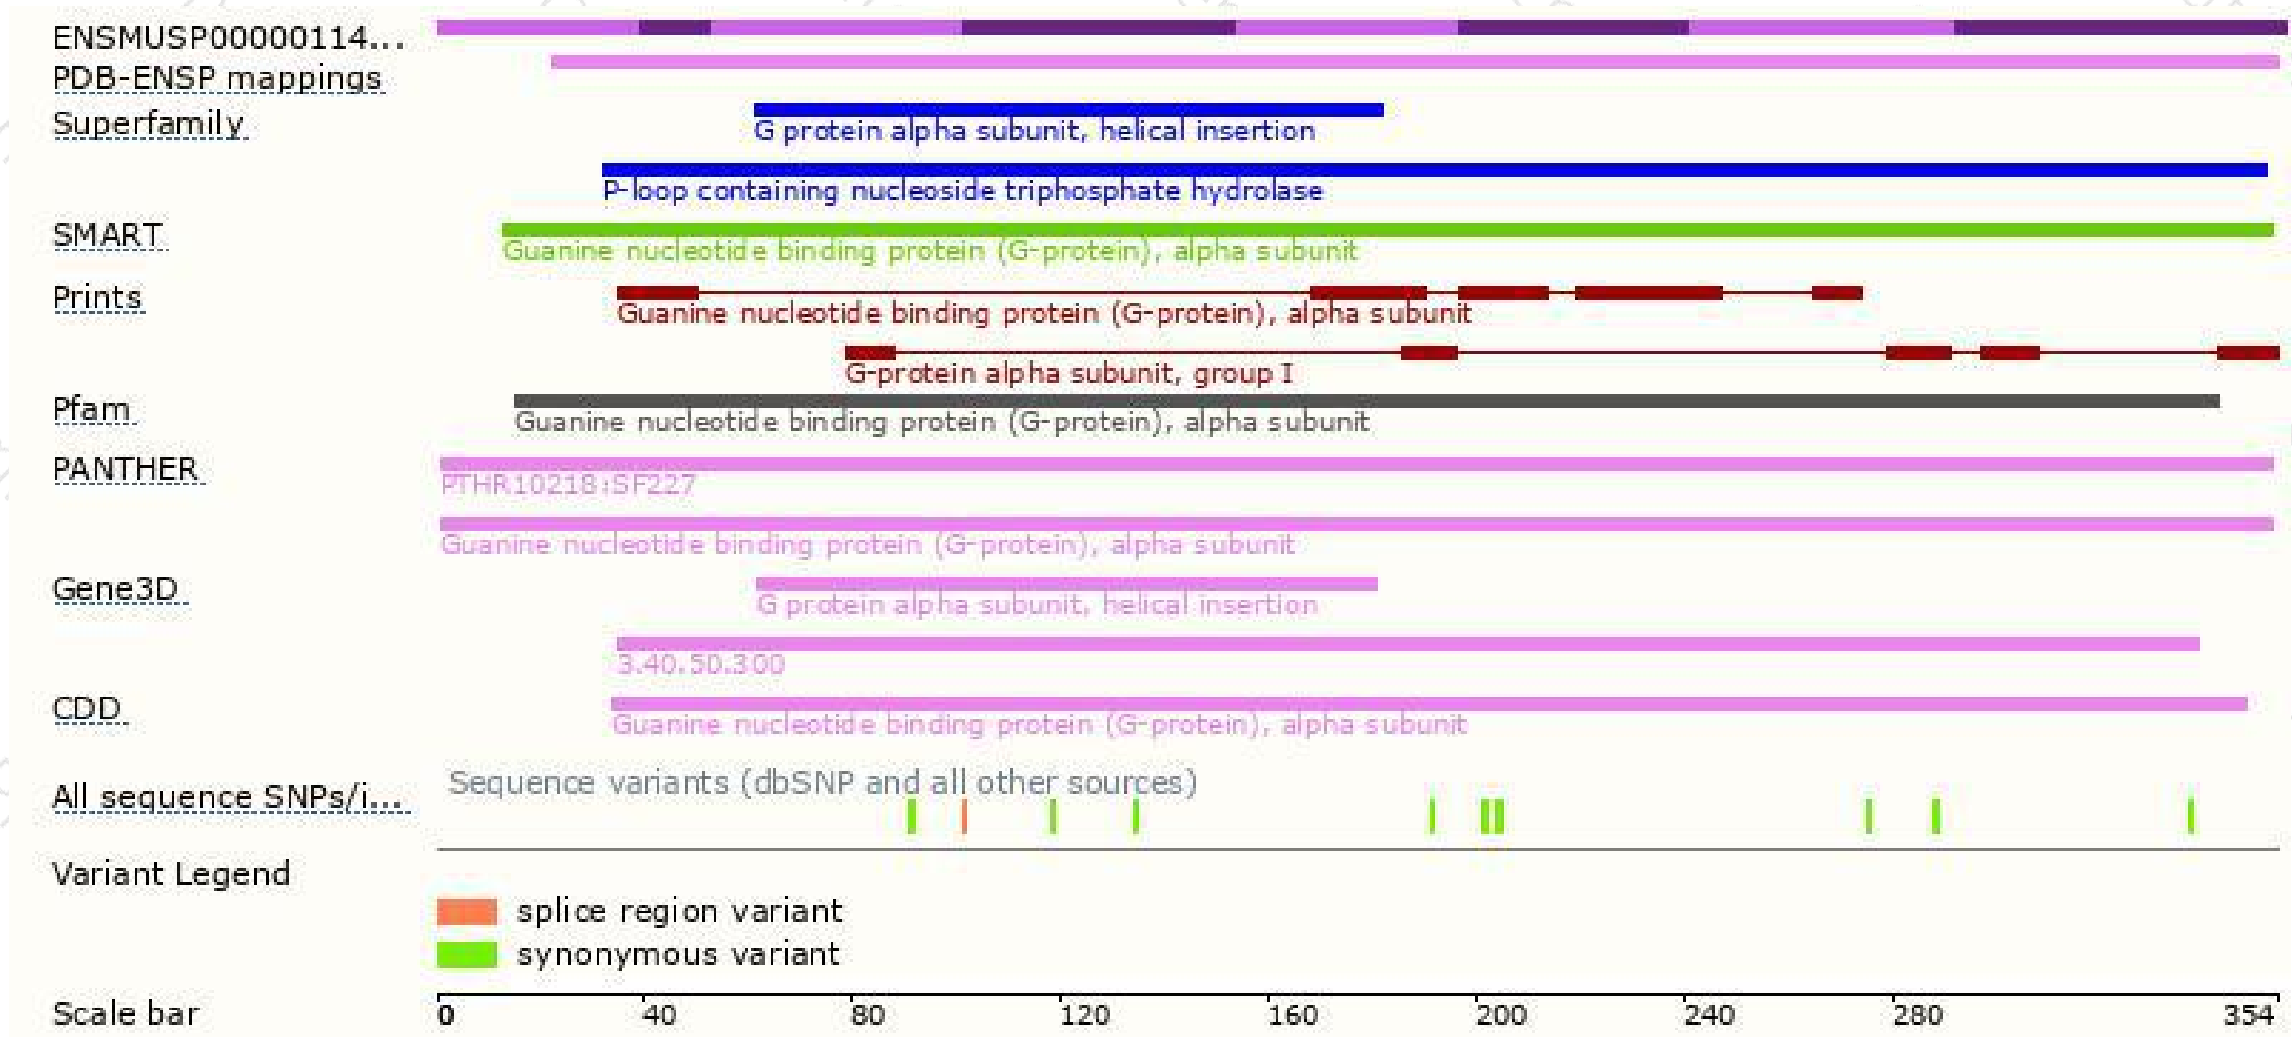 ENSMUSP00000114...
PDB-ENSP mappings
Superfamily
G protein alpha subunit, helical insertion
P-loop containing nucleoside triphosphate hydrolase
SMART
Guanine nucleotide binding protein (G-protein), alpha subunit
Prints
Guanine nucleotide binding protein (G-protein), alpha subunit
G-protein alpha subunit, group I
Pfam
Guanine nucleotide binding protein (G-protein), alpha subunit
PANTHER
PTHR10218:SF227
Guanine nucleotide binding protein (G-protein), alpha subunit
Gene3D
G protein alpha subunit, helical insertion
3.40.50.300
CDD
Guanine nucleotide binding protein (G-protein), alpha subunit
Sequence variants (dbSNP and all other sources)
All sequence SNPs/i...
Variant Legend
splice region variant
synonymous variant
Scale bar 0 40 80 120 160 200 240 280 354